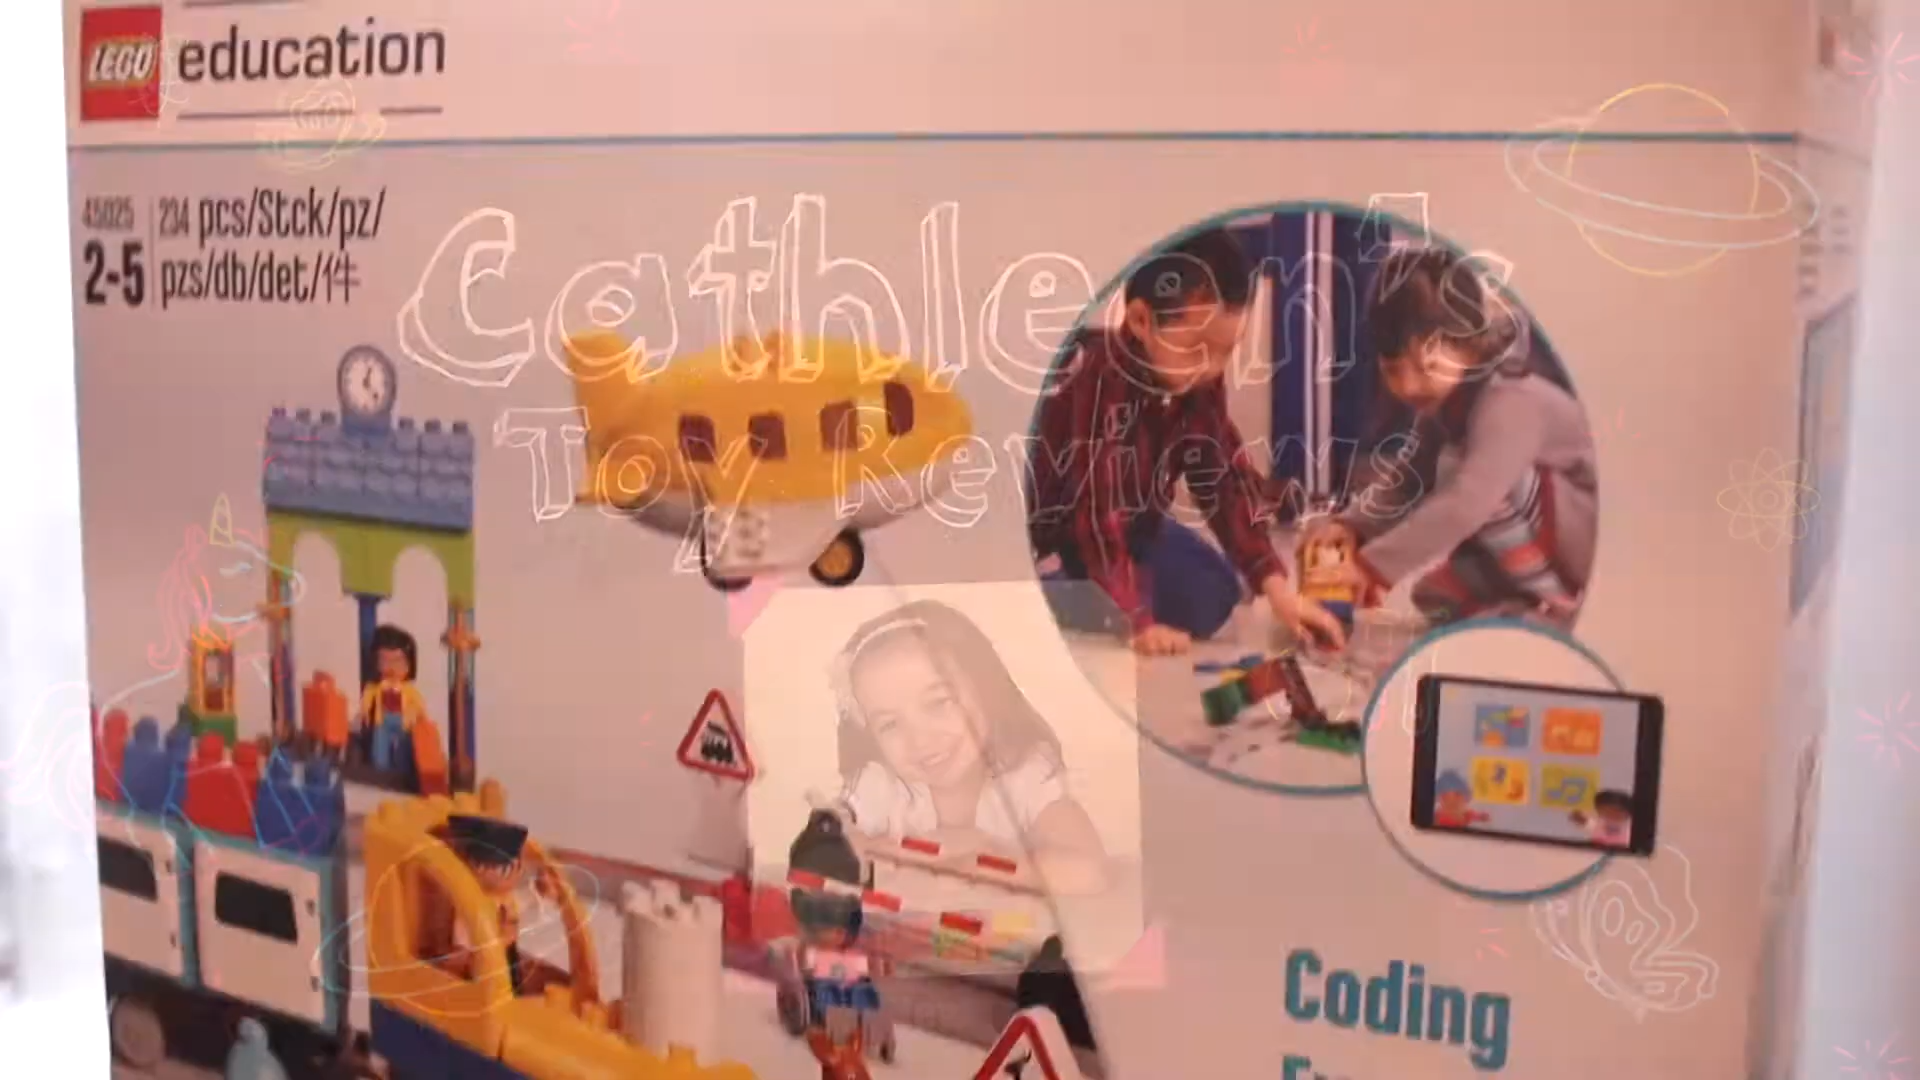 LEGO education
45025
234 pcs/Stck/pz/
2-5
pzs/db/det/件
Cathleen's
Toy Reviews
Coding